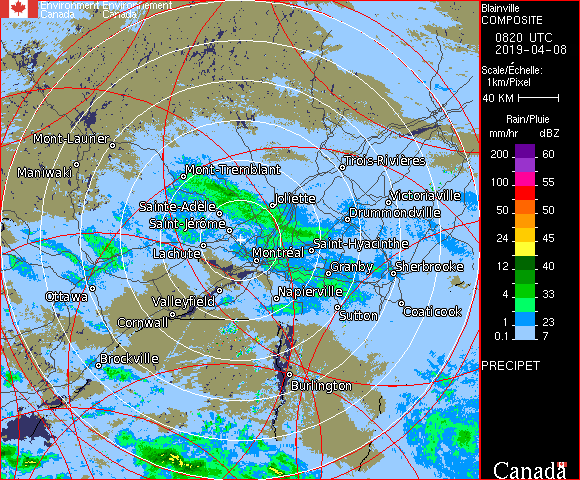 Environment Environnement
Canada Canada
Blainville
COMPOSITE
0820 UTC
2019-04-08
Scale/Échelle:
1km/Pixel
40 KM
Rain/Pluie
mm/hr dBZ
200 60
100 55
50 50
24 45
12 40
4 33
1 23
0.1 7
PRECIPET
Canada
Mont-Laurier
Maniwaki
Mont-Tremblant
Trois-Rivières
Sainte-Adele
Joliette
Victoriaville
Drummondville
Saint-Jérôme
Lachute
Montréal
Saint-Hyacinthe
Granby
Sherbrooke
Ottawa
Valleyfield
Napierville
Cornwall
Sutton
Coaticook
Brockville
Burlington